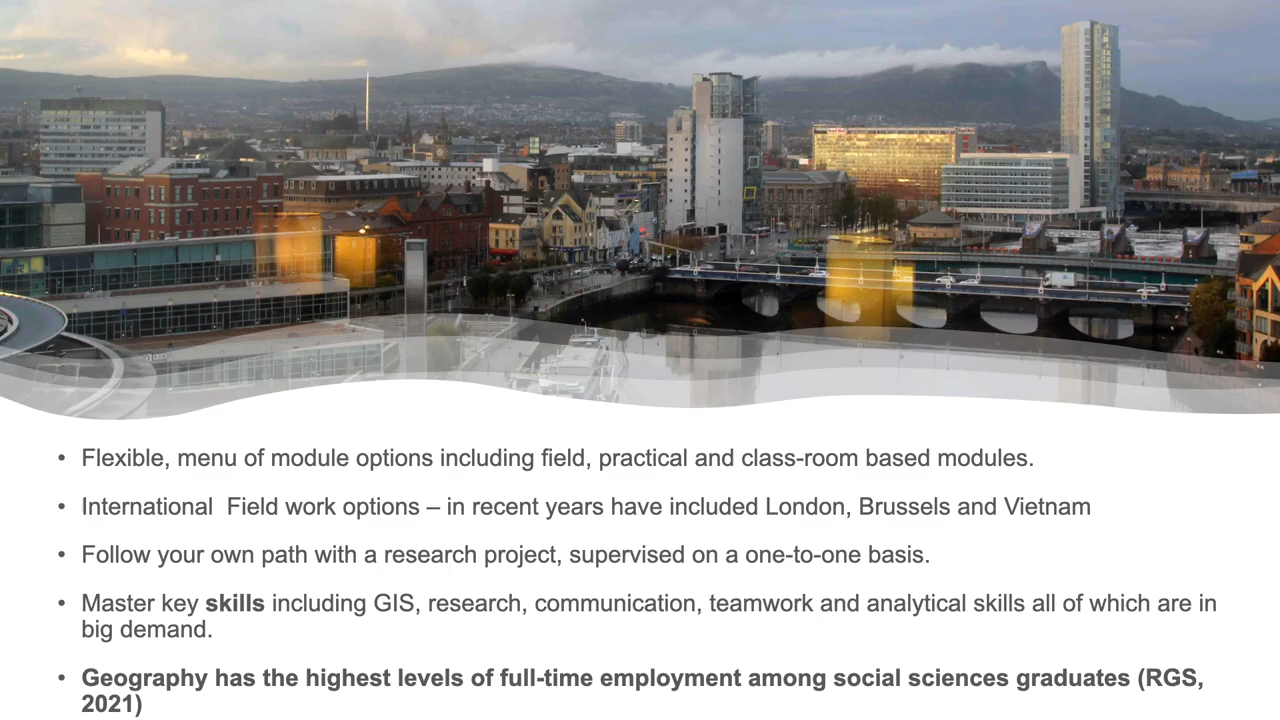 • Flexible, menu of module options including field, practical and class-room based modules.
• International  Field work options – in recent years have included London, Brussels and Vietnam
• Follow your own path with a research project, supervised on a one-to-one basis.
• Master key skills including GIS, research, communication, teamwork and analytical skills all of which are in
big demand.
• Geography has the highest levels of full-time employment among social sciences graduates (RGS,
2021)